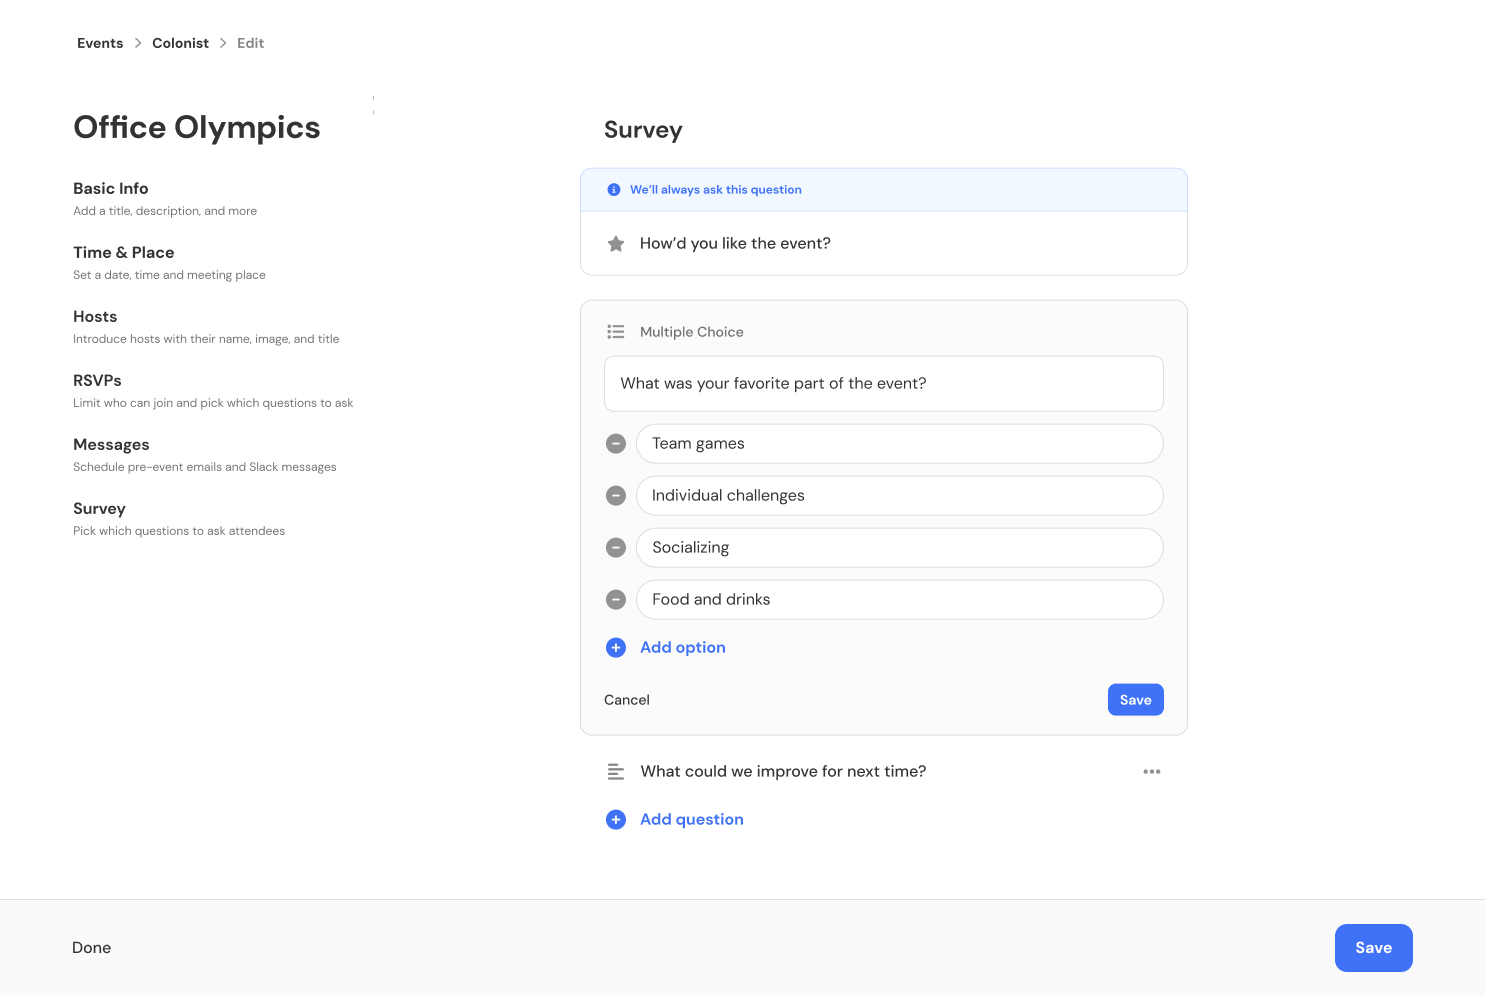 Events > Colonist > Edit
Office Olympics
Basic Info
Add a title, description, and more
Time & Place
Set a date, time and meeting place
Hosts
Introduce hosts with their name, image, and title
RSVPs
Limit who can join and pick which questions to ask
Messages
Schedule pre-event emails and Slack messages
Survey
Pick which questions to ask attendees
Survey
We’ll always ask this question
How’d you like the event?
Multiple Choice
What was your favorite part of the event?
Team games
Individual challenges
Socializing
Food and drinks
Add option
Cancel
Save
What could we improve for next time?
Add question
Done
Save